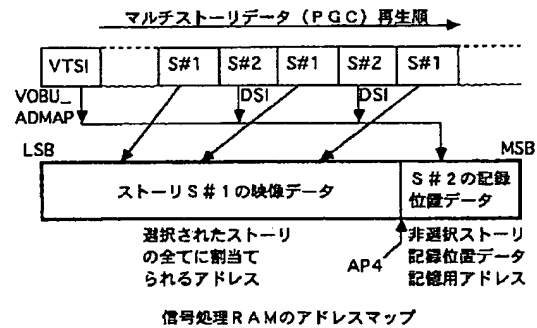 マルチストーリデータ（PGC）再生順
VTSI
S#1
S#2
S#1
S#2
S#1
VOBU_
ADMAP
DSI
DSI
LSB
MSB
ストーリS#1の映像データ
S#2の記録
位置データ
選択されたストーリ
の全てに割当て
られるアドレス
AP4
非選択ストーリ
記録位置データ
記憶用アドレス
信号処理RAMのアドレスマップ